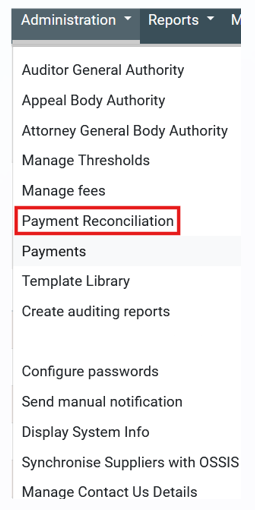 Administration Reports M
Auditor General Authority
Appeal Body Authority
Attorney General Body Authority
Manage Thresholds
Manage fees
Payment Reconciliation
Payments
Template Library
Create auditing reports
Configure passwords
Send manual notification
Display System Info
Synchronise Suppliers with OSSIS
Manage Contact Us Details